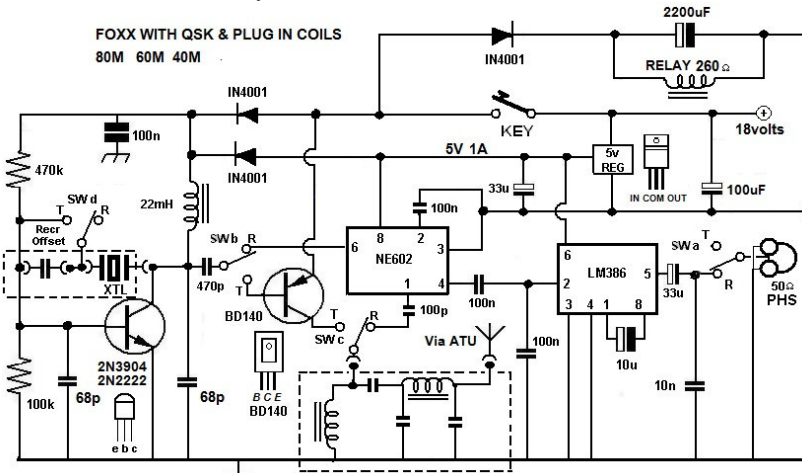 FOXX WITH QSK & PLUG IN COILS
80M 60M 40M
2200uF
IN4001
RELAY 260Ω
IN4001
KEY
18volts
100n
470k
IN4001
5V 1A
5V
REG
IN COM OUT
33u
100uF
22mH
SWd
T R
Recr
Offset
XTL
SWb
R
T
470p
6
8
2
NE602
3
1
4
100n
100p
100n
6
2
LM386
5
3
4
1
8
10u
SWa
T
R
33u
50Ω
PHS
BD140
T
R
SWc
Via ATU
100n
10n
2N3904
2N2222
100k
68p
68p
B C E
BD140
e b c